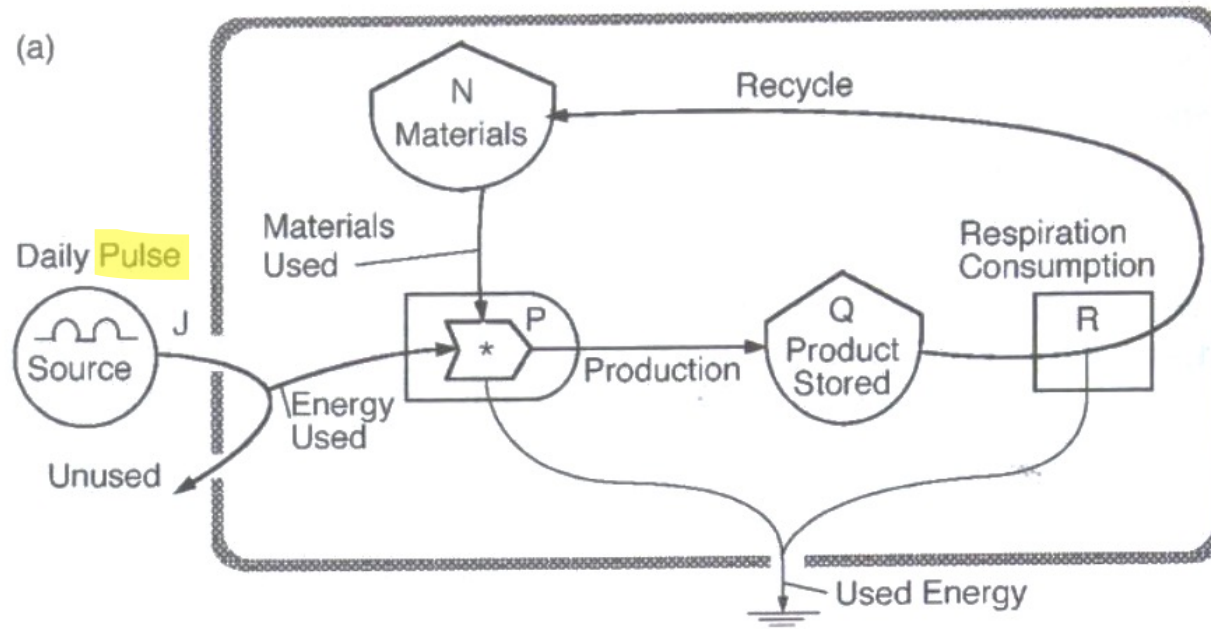 (a)
N
Materials
Recycle
Materials
Used
Respiration
Consumption
Daily Pulse
J
Source
P
*
Production
Q
Product
Stored
R
Energy
Used
Unused
Used Energy